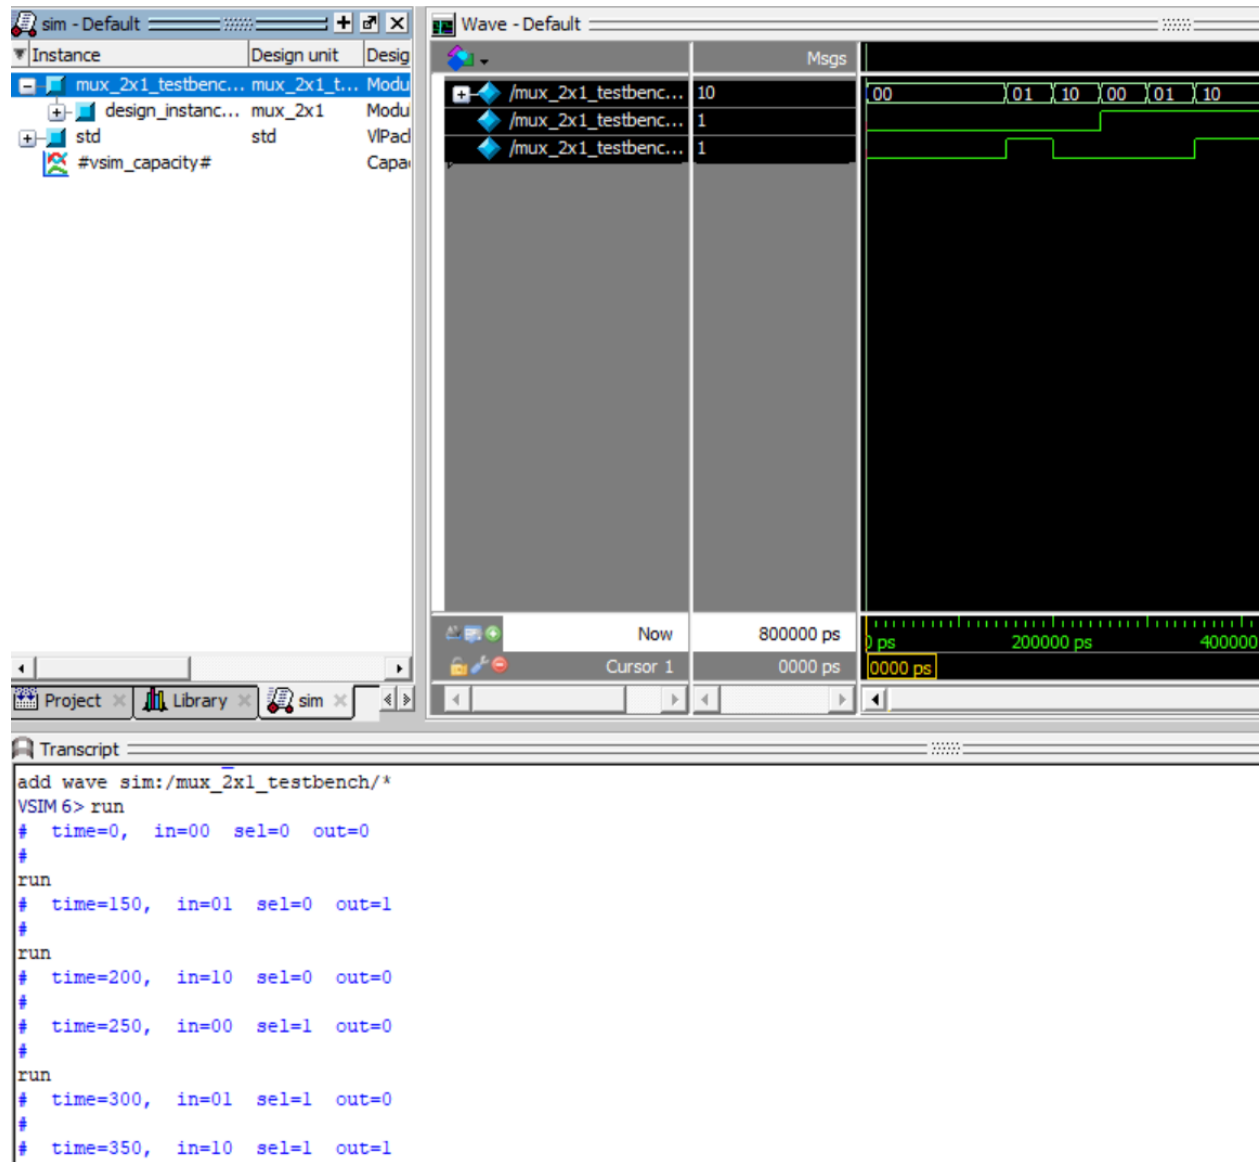 sim - Default
Instance Design unit Desig
mux_2x1_testbenc... mux_2x1_t... Modu
design_instanc... mux_2x1 Modu
std std VlPac
#vsim_capacity# Capa
Project Library sim
Wave - Default
Msgs
/mux_2x1_testbenc... 10 00 01 10 00 01 10
/mux_2x1_testbenc... 1
/mux_2x1_testbenc... 1
Now 800000 ps ps 200000 ps 400000
Cursor 1 0000 ps 0000 ps
Transcript
add wave sim:/mux_2x1_testbench/*
VSIM 6> run
# time=0, in=00 sel=0 out=0
#
run
# time=150, in=01 sel=0 out=1
#
run
# time=200, in=10 sel=0 out=0
#
# time=250, in=00 sel=1 out=0
#
run
# time=300, in=01 sel=1 out=0
#
# time=350, in=10 sel=1 out=1